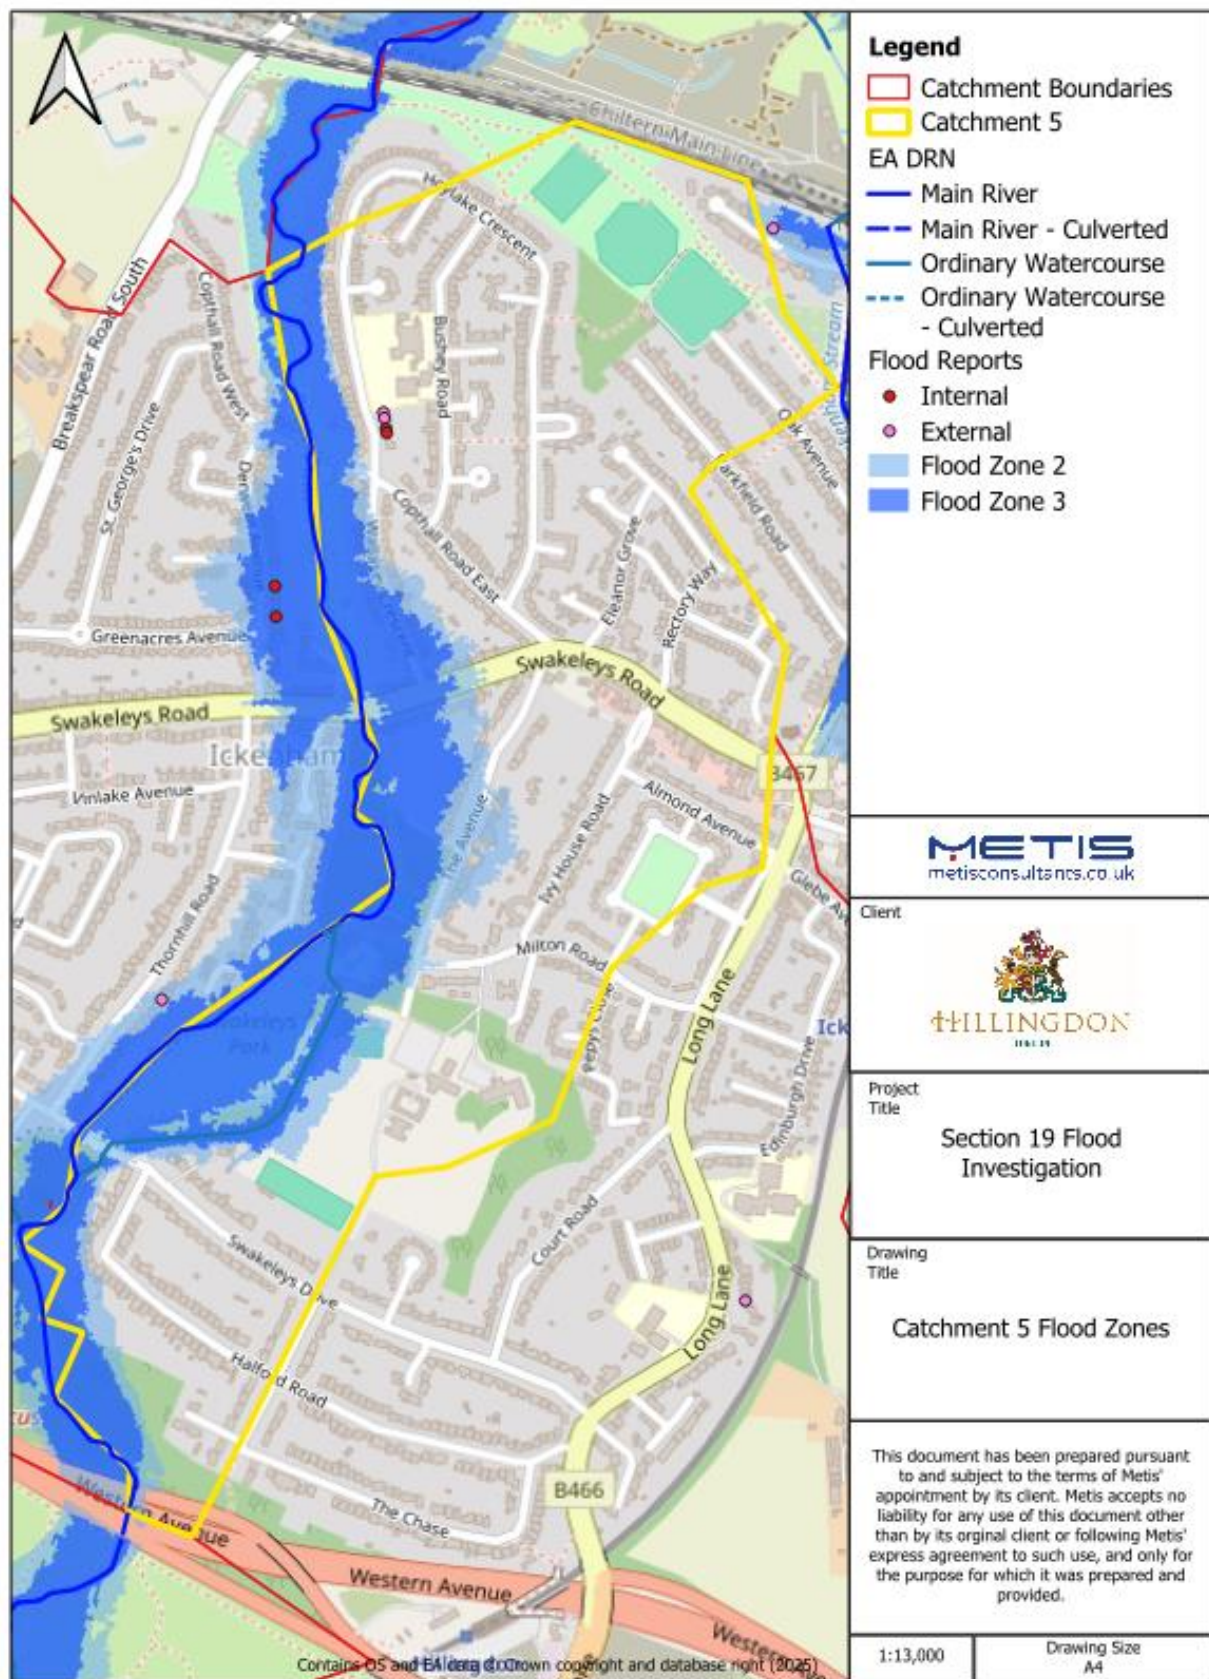 Chiltern Main Line
Hoylake Crescent
Breakspear Road South
Copthall Road West
Bushey Road
St. George's Drive
Oak Avenue
Copthall Road East
Eleanor Grove
Rectory Way
Greenacres Avenue
Swakeleys Road
Swakeleys Road
Ickenham
B467
Almond Avenue
The Avenue
Ivy House Road
Thornhill Road
Milton Road
Pepys Close
Long Lane
Edinburgh Drive
Swakeleys
Park
Court Road
Swakeleys Drive
Halford Road
Long Lane
The Chase
B466
Western Avenue
Western Avenue
Contains OS and EA data © Crown copyright and database right (2025)
Legend
Catchment Boundaries
Catchment 5
EA DRN
Main River
Main River - Culverted
Ordinary Watercourse
Ordinary Watercourse
- Culverted
Flood Reports
Internal
External
Flood Zone 2
Flood Zone 3
METIS
metisconsultants.co.uk
Client
HILLINGDON
LONDON
Project
Title
Section 19 Flood
Investigation
Drawing
Title
Catchment 5 Flood Zones
This document has been prepared pursuant
to and subject to the terms of Metis'
appointment by its client. Metis accepts no
liability for any use of this document other
than by its orginal client or following Metis'
express agreement to such use, and only for
the purpose for which it was prepared and
provided.
1:13,000
Drawing Size
A4